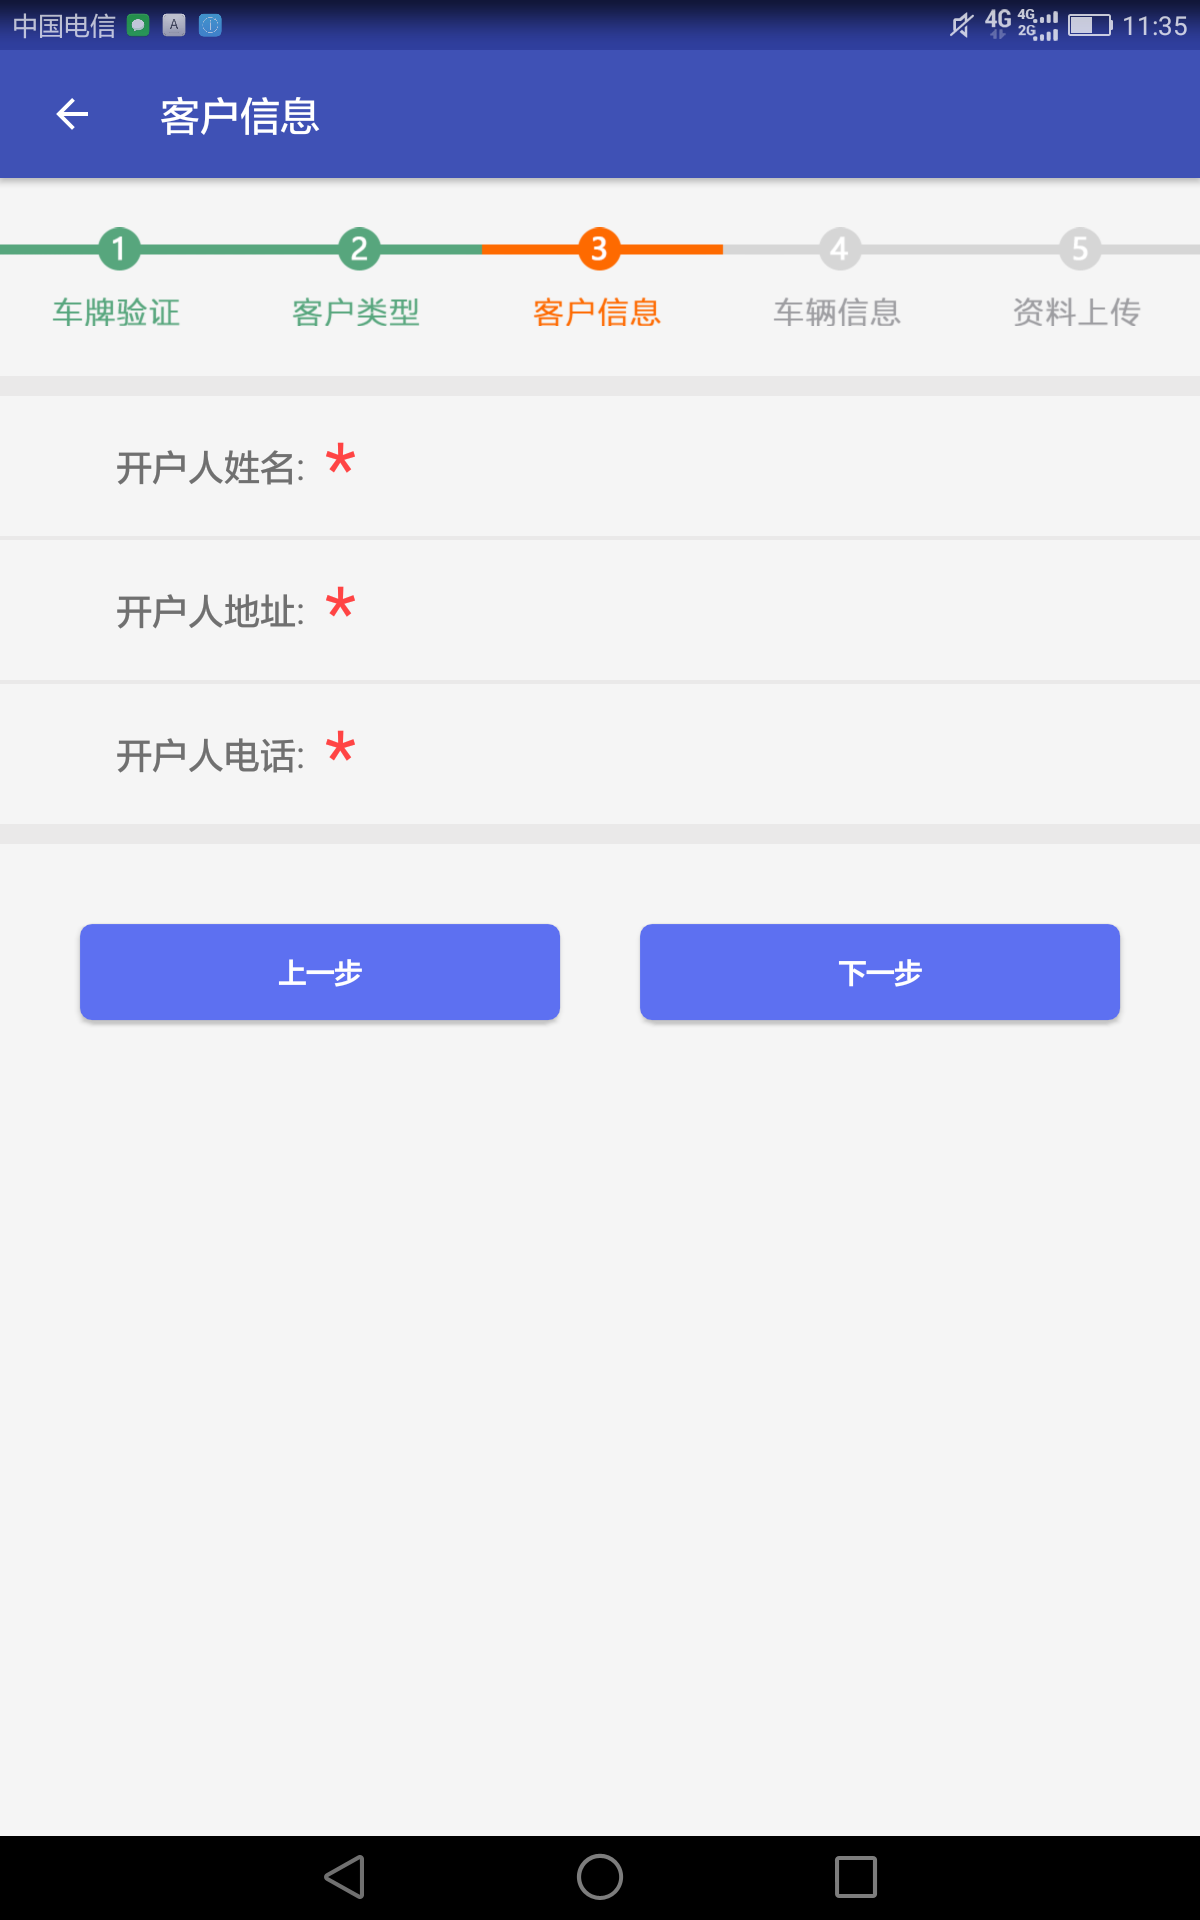 中国电信 A 4G 4G 2G 11:35
客户信息
1 2 3 4 5
车牌验证 客户类型 客户信息 车辆信息 资料上传
开户人姓名: *
开户人地址: *
开户人电话: *
上一步 下一步